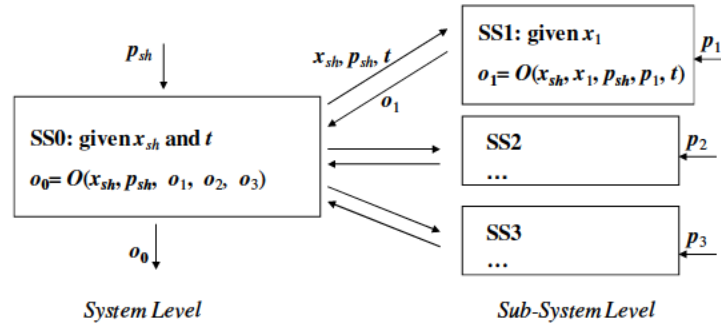 p_sh
SS0: given x_sh and t
o_0= O(x_sh, p_sh, o_1, o_2, o_3)
o_0
System Level
x_sh, p_sh, t
o_1
SS1: given x_1
o_1= O(x_sh, x_1, p_sh, p_1, t)
p_1
SS2
...
p_2
SS3
...
p_3
Sub-System Level